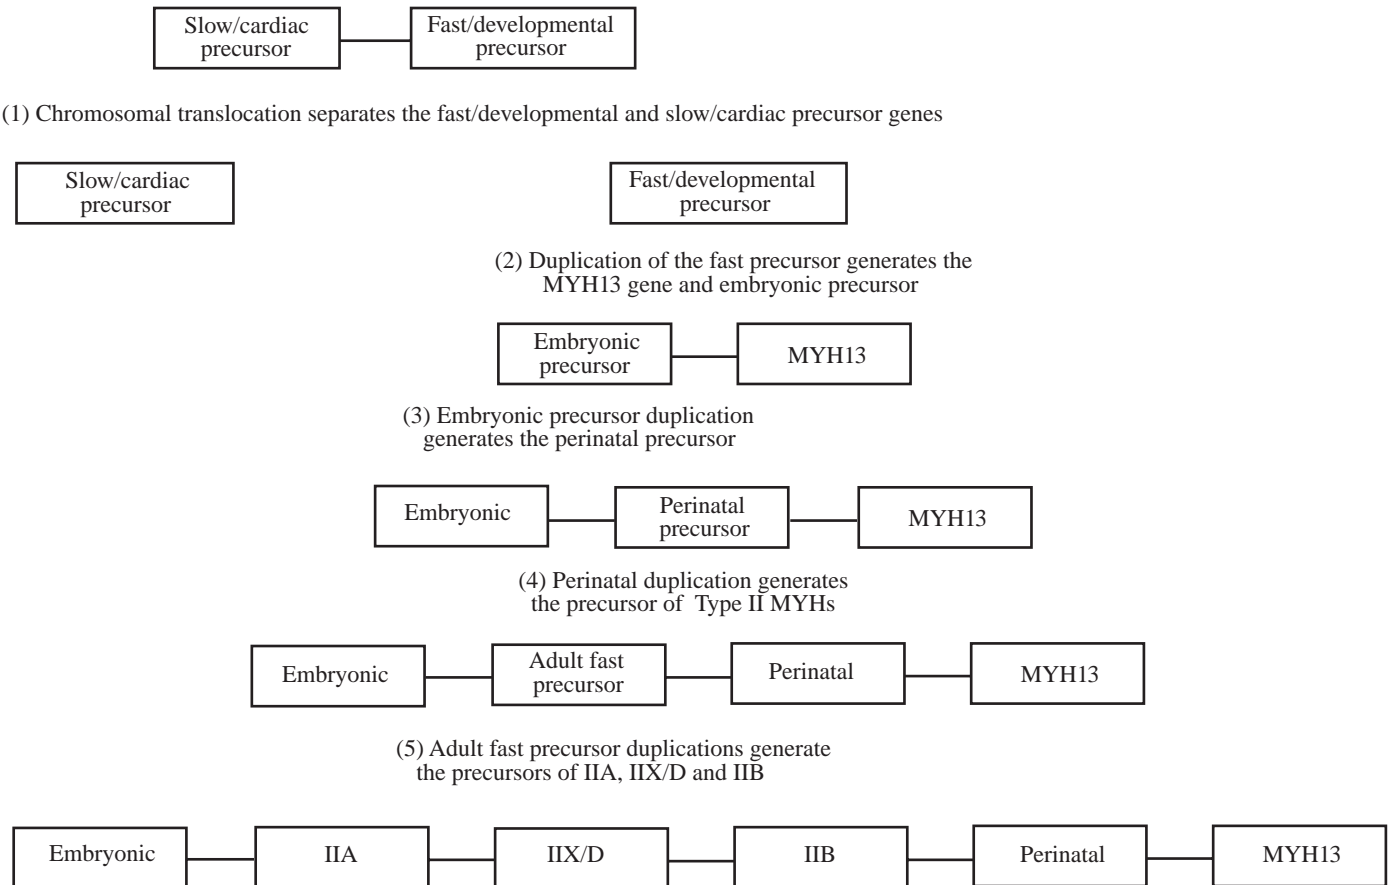 Slow/cardiac
precursor
Fast/developmental
precursor
(1) Chromosomal translocation separates the fast/developmental and slow/cardiac precursor genes
Slow/cardiac
precursor
Fast/developmental
precursor
(2) Duplication of the fast precursor generates the
MYH13 gene and embryonic precursor
Embryonic
precursor
MYH13
(3) Embryonic precursor duplication
generates the perinatal precursor
Embryonic
Perinatal
precursor
MYH13
(4) Perinatal duplication generates
the precursor of Type II MYHs
Embryonic
Adult fast
precursor
Perinatal
MYH13
(5) Adult fast precursor duplications generate
the precursors of IIA, IIX/D and IIB
Embryonic
IIA
IIX/D
IIB
Perinatal
MYH13